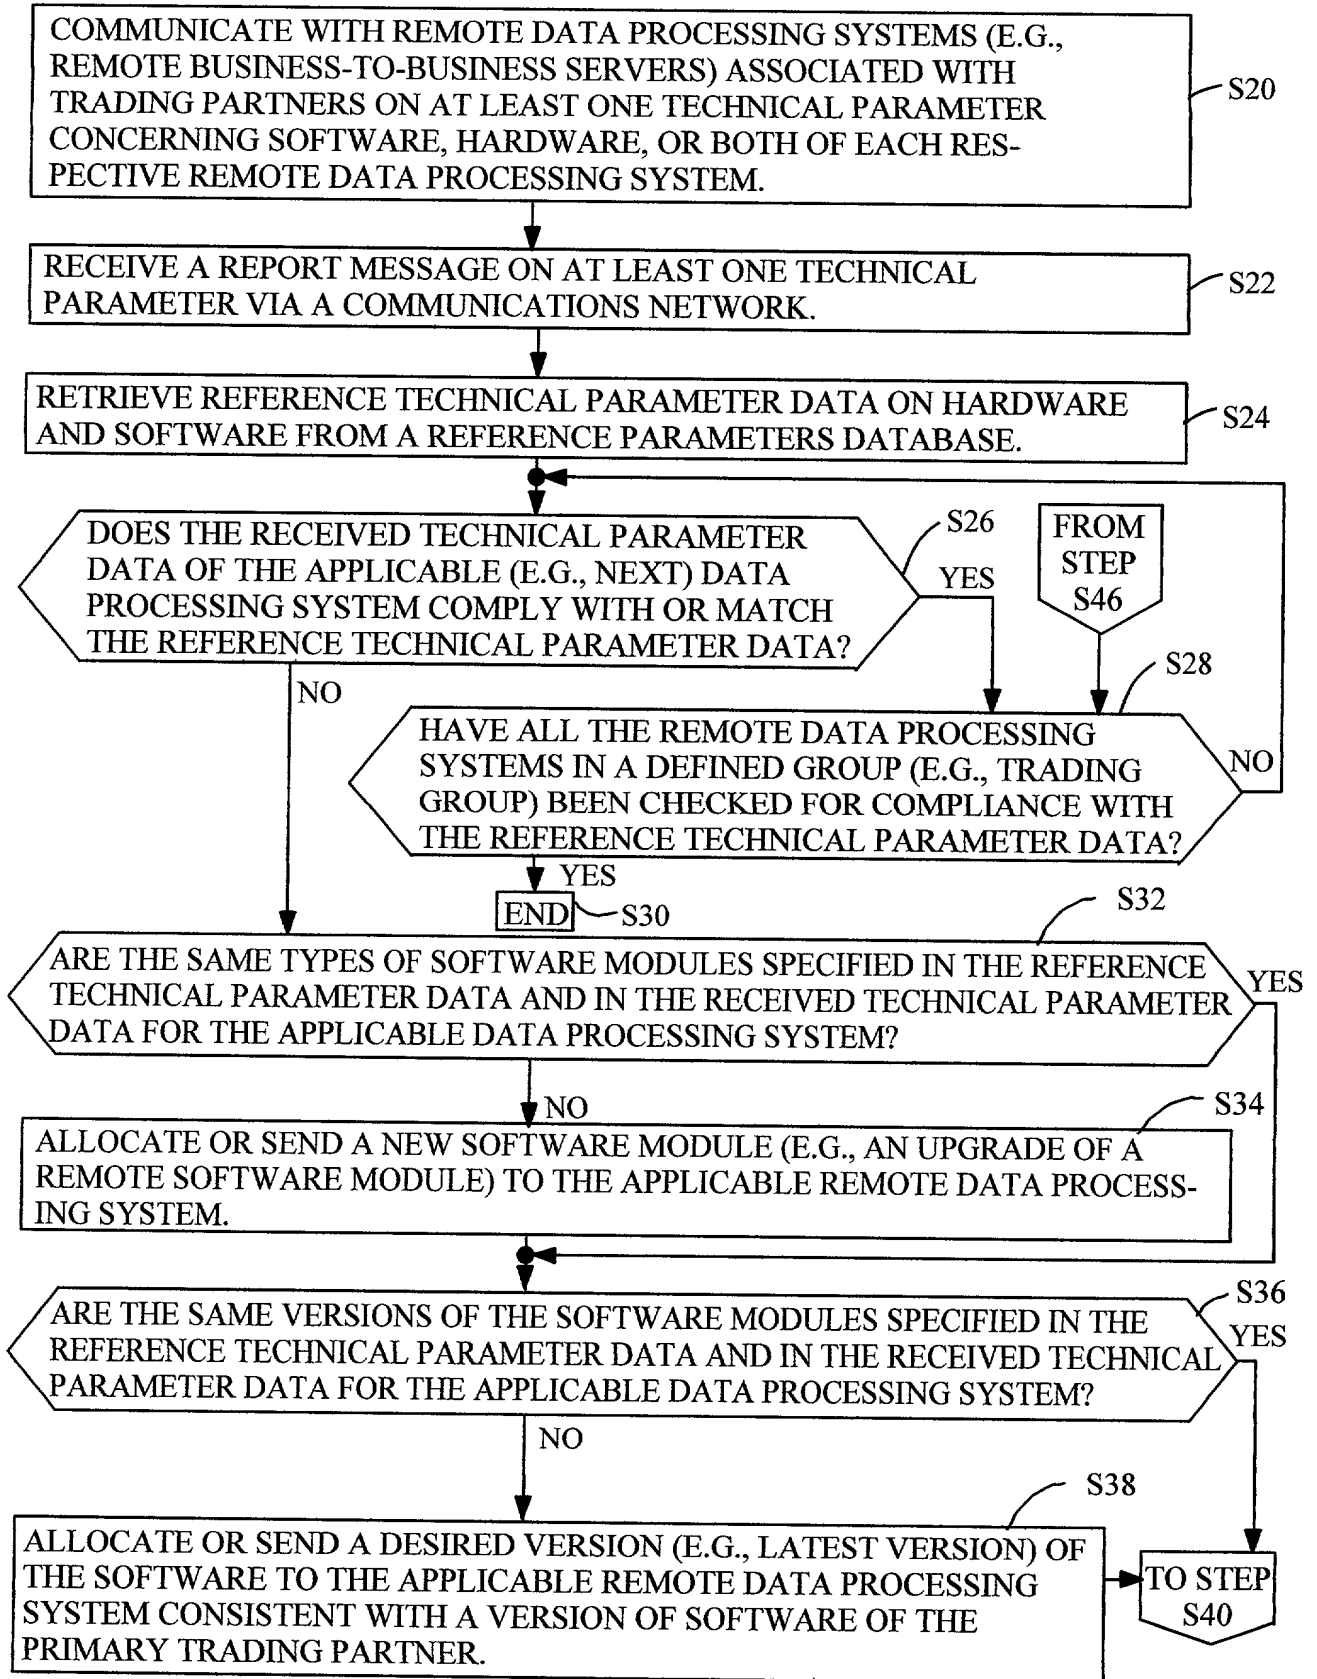 COMMUNICATE WITH REMOTE DATA PROCESSING SYSTEMS (E.G.,
REMOTE BUSINESS-TO-BUSINESS SERVERS) ASSOCIATED WITH
TRADING PARTNERS ON AT LEAST ONE TECHNICAL PARAMETER
CONCERNING SOFTWARE, HARDWARE, OR BOTH OF EACH RES-
PECTIVE REMOTE DATA PROCESSING SYSTEM.
S20
RECEIVE A REPORT MESSAGE ON AT LEAST ONE TECHNICAL
PARAMETER VIA A COMMUNICATIONS NETWORK.
S22
RETRIEVE REFERENCE TECHNICAL PARAMETER DATA ON HARDWARE
AND SOFTWARE FROM A REFERENCE PARAMETERS DATABASE.
S24
DOES THE RECEIVED TECHNICAL PARAMETER
DATA OF THE APPLICABLE (E.G., NEXT) DATA
PROCESSING SYSTEM COMPLY WITH OR MATCH
THE REFERENCE TECHNICAL PARAMETER DATA?
S26
YES
FROM
STEP
S46
NO
S28
HAVE ALL THE REMOTE DATA PROCESSING
SYSTEMS IN A DEFINED GROUP (E.G., TRADING
GROUP) BEEN CHECKED FOR COMPLIANCE WITH
THE REFERENCE TECHNICAL PARAMETER DATA?
NO
YES
END
S30
S32
ARE THE SAME TYPES OF SOFTWARE MODULES SPECIFIED IN THE REFERENCE
TECHNICAL PARAMETER DATA AND IN THE RECEIVED TECHNICAL PARAMETER
DATA FOR THE APPLICABLE DATA PROCESSING SYSTEM?
YES
NO
S34
ALLOCATE OR SEND A NEW SOFTWARE MODULE (E.G., AN UPGRADE OF A
REMOTE SOFTWARE MODULE) TO THE APPLICABLE REMOTE DATA PROCESS-
ING SYSTEM.
S36
ARE THE SAME VERSIONS OF THE SOFTWARE MODULES SPECIFIED IN THE
REFERENCE TECHNICAL PARAMETER DATA AND IN THE RECEIVED TECHNICAL
PARAMETER DATA FOR THE APPLICABLE DATA PROCESSING SYSTEM?
YES
NO
S38
ALLOCATE OR SEND A DESIRED VERSION (E.G., LATEST VERSION) OF
THE SOFTWARE TO THE APPLICABLE REMOTE DATA PROCESSING
SYSTEM CONSISTENT WITH A VERSION OF SOFTWARE OF THE
PRIMARY TRADING PARTNER.
TO STEP
S40